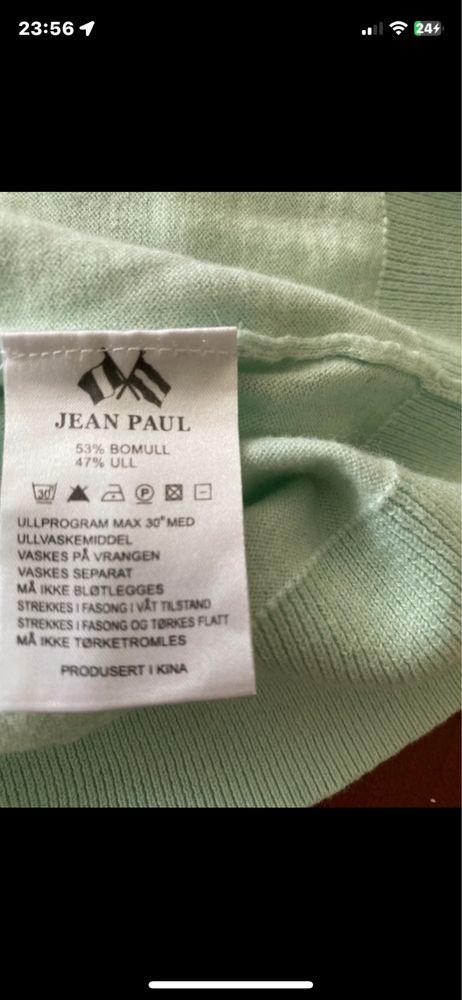 23:56
24
JEAN PAUL
53% BOMULL
47% ULL
30°
P
ULLPROGRAM MAX 30° MED
ULLVASKEMIDDEL
VASKES PÅ VRANGEN
VASKES SEPARAT
MÅ IKKE BLØTLEGGES
STREKKES I FASONG I VÅT TILSTAND
STREKKES I FASONG OG TØRKES FLATT
MÅ IKKE TØRKETROMLES
PRODUSERT I KINA